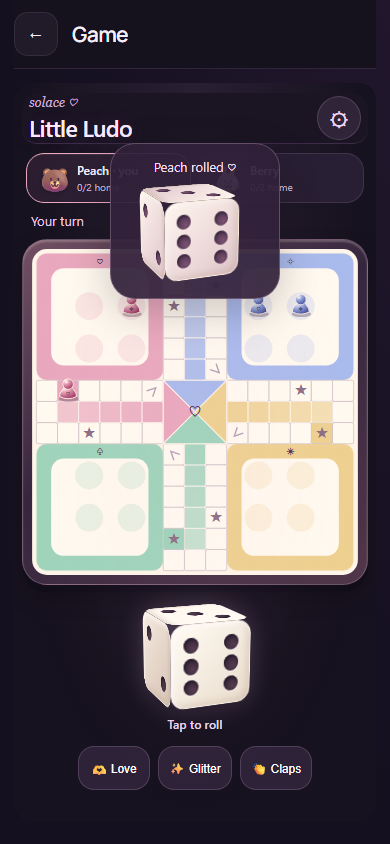 ← Game
solace ♡
Little Ludo
Peach rolled ♡
Peach · you
0/2 home
Berry
0/2 home
Your turn
Tap to roll
🫶 Love
✨ Glitter
👏 Claps